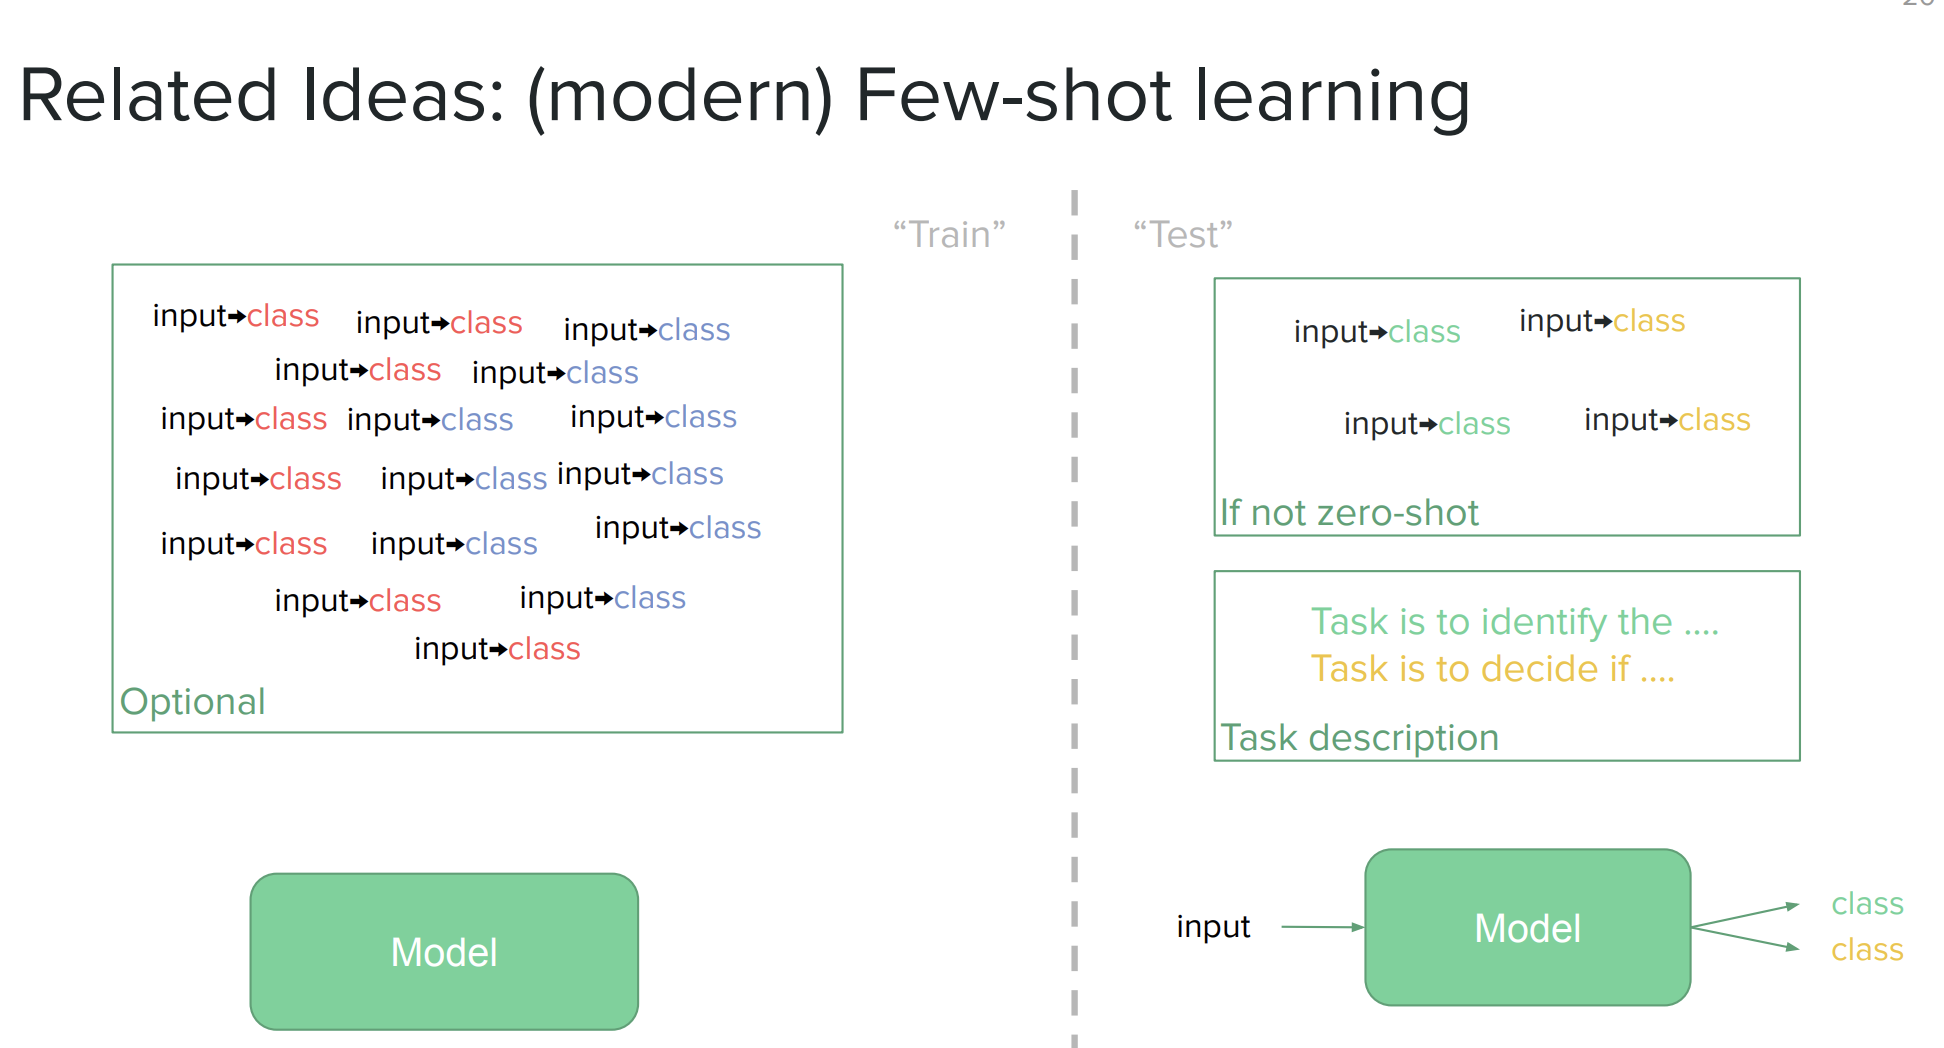 Related Ideas: (modern) Few-shot learning
“Train”
input→class input→class input→class
input→class input→class
input→class input→class input→class
input→class input→class input→class
input→class input→class input→class
input→class input→class
input→class
Optional
Model
“Test”
input→class input→class
input→class input→class
If not zero-shot
Task is to identify the ....
Task is to decide if ....
Task description
input
Model
class
class